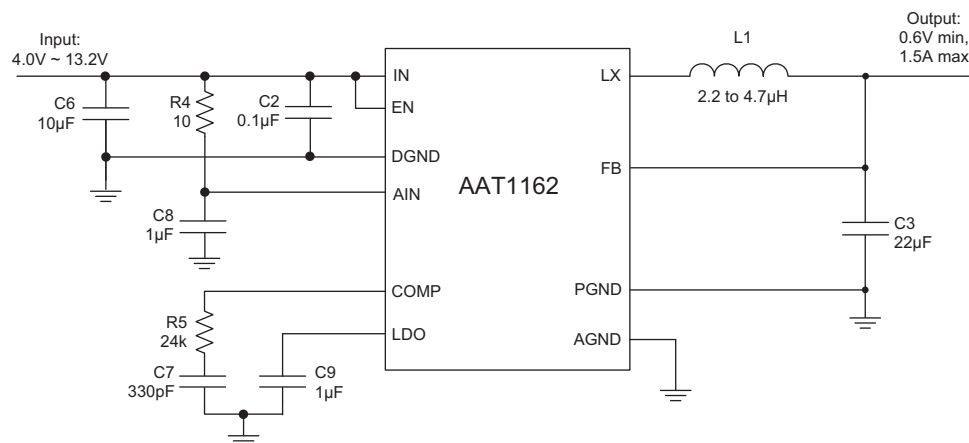 Input:
4.0V ~ 13.2V
C6
10µF
R4
10
C2
0.1µF
C8
1µF
R5
24k
C7
330pF
C9
1µF
IN
EN
DGND
AIN
COMP
LDO
AAT1162
LX
FB
PGND
AGND
L1
2.2 to 4.7µH
Output:
0.6V min,
1.5A max
C3
22µF